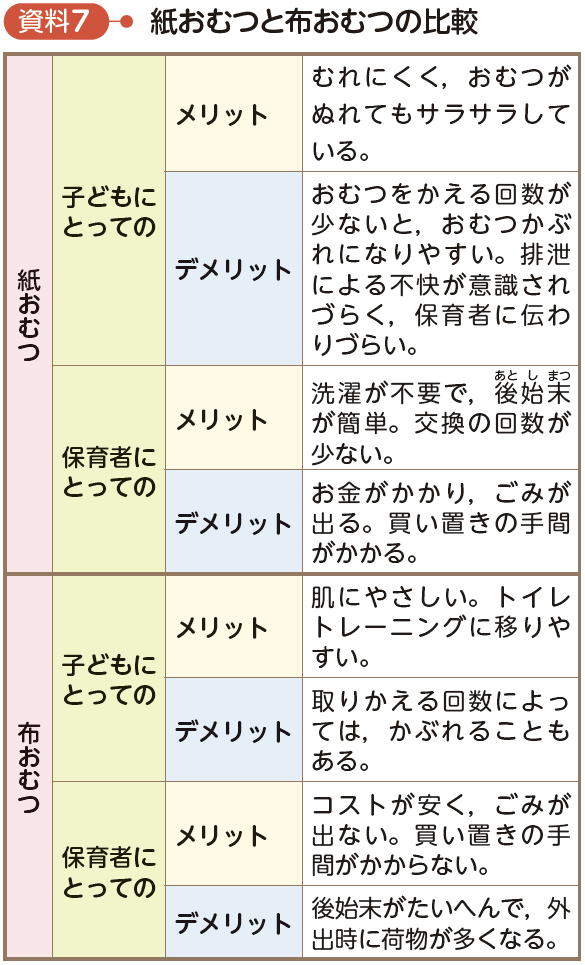 資料7 紙おむつと布おむつの比較
紙おむつ
子どもに
とっての
メリット
むれにくく，おむつが
ぬれてもサラサラして
いる。
デメリット
おむつをかえる回数が
少ないと，おむつかぶ
れになりやすい。排泄
による不快が意識され
づらく，保育者に伝わ
りづらい。
保育者に
とっての
メリット
あと し まつ
洗濯が不要で，後始末
が簡単。交換の回数が
少ない。
デメリット
お金がかかり，ごみが
出る。買い置きの手間
がかかる。
布おむつ
子どもに
とっての
メリット
肌にやさしい。トイレ
トレーニングに移りや
すい。
デメリット
取りかえる回数によっ
ては，かぶれることも
ある。
保育者に
とっての
メリット
コストが安く，ごみが
出ない。買い置きの手
間がかからない。
デメリット
後始末がたいへんで，外
出時に荷物が多くなる。